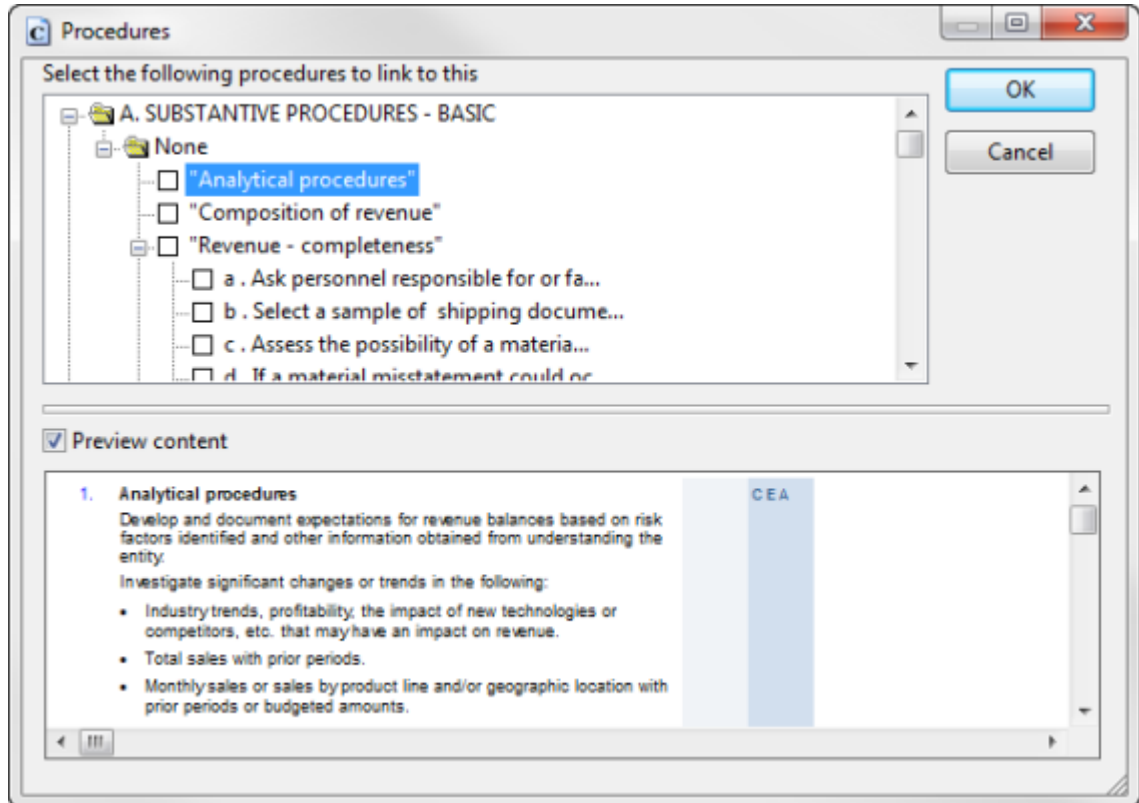 Procedures
Select the following procedures to link to this
OK
Cancel
A. SUBSTANTIVE PROCEDURES - BASIC
None
"Analytical procedures"
"Composition of revenue"
"Revenue - completeness"
a . Ask personnel responsible for or fa...
b . Select a sample of shipping docume...
c . Assess the possibility of a materia...
d . If a material misstatement could oc...
Preview content
1. Analytical procedures CEA
Develop and document expectations for revenue balances based on risk
factors identified and other information obtained from understanding the
entity.
Investigate significant changes or trends in the following:
• Industry trends, profitability, the impact of new technologies or
competitors, etc. that may have an impact on revenue.
• Total sales with prior periods.
• Monthly sales or sales by product line and/or geographic location with
prior periods or budgeted amounts.